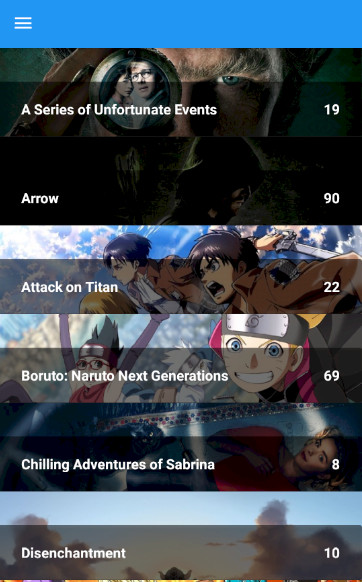 A Series of Unfortunate Events 19
Arrow 90
Attack on Titan 22
Boruto: Naruto Next Generations 69
Chilling Adventures of Sabrina 8
Disenchantment 10